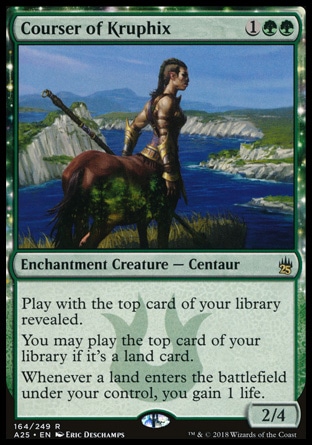 Courser of Kruphix 1
Enchantment Creature — Centaur
25
Play with the top card of your library
revealed.
You may play the top card of your
library if it's a land card.
Whenever a land enters the battlefield
under your control, you gain 1 life.
2/4
164/249 R
A25 • EN Eric Deschamps
™ & © 2018 Wizards of the Coast